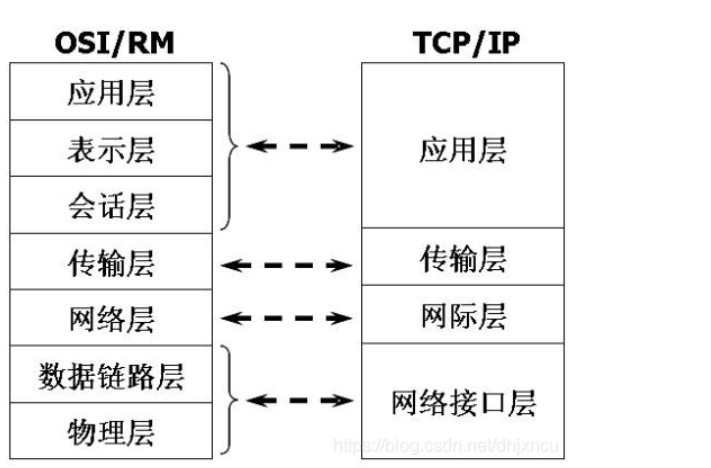 OSI/RM
TCP/IP
应用层
表示层
会话层
传输层
网络层
数据链路层
物理层
应用层
传输层
网际层
网络接口层
https://blog.csdn.net/dhjxncu